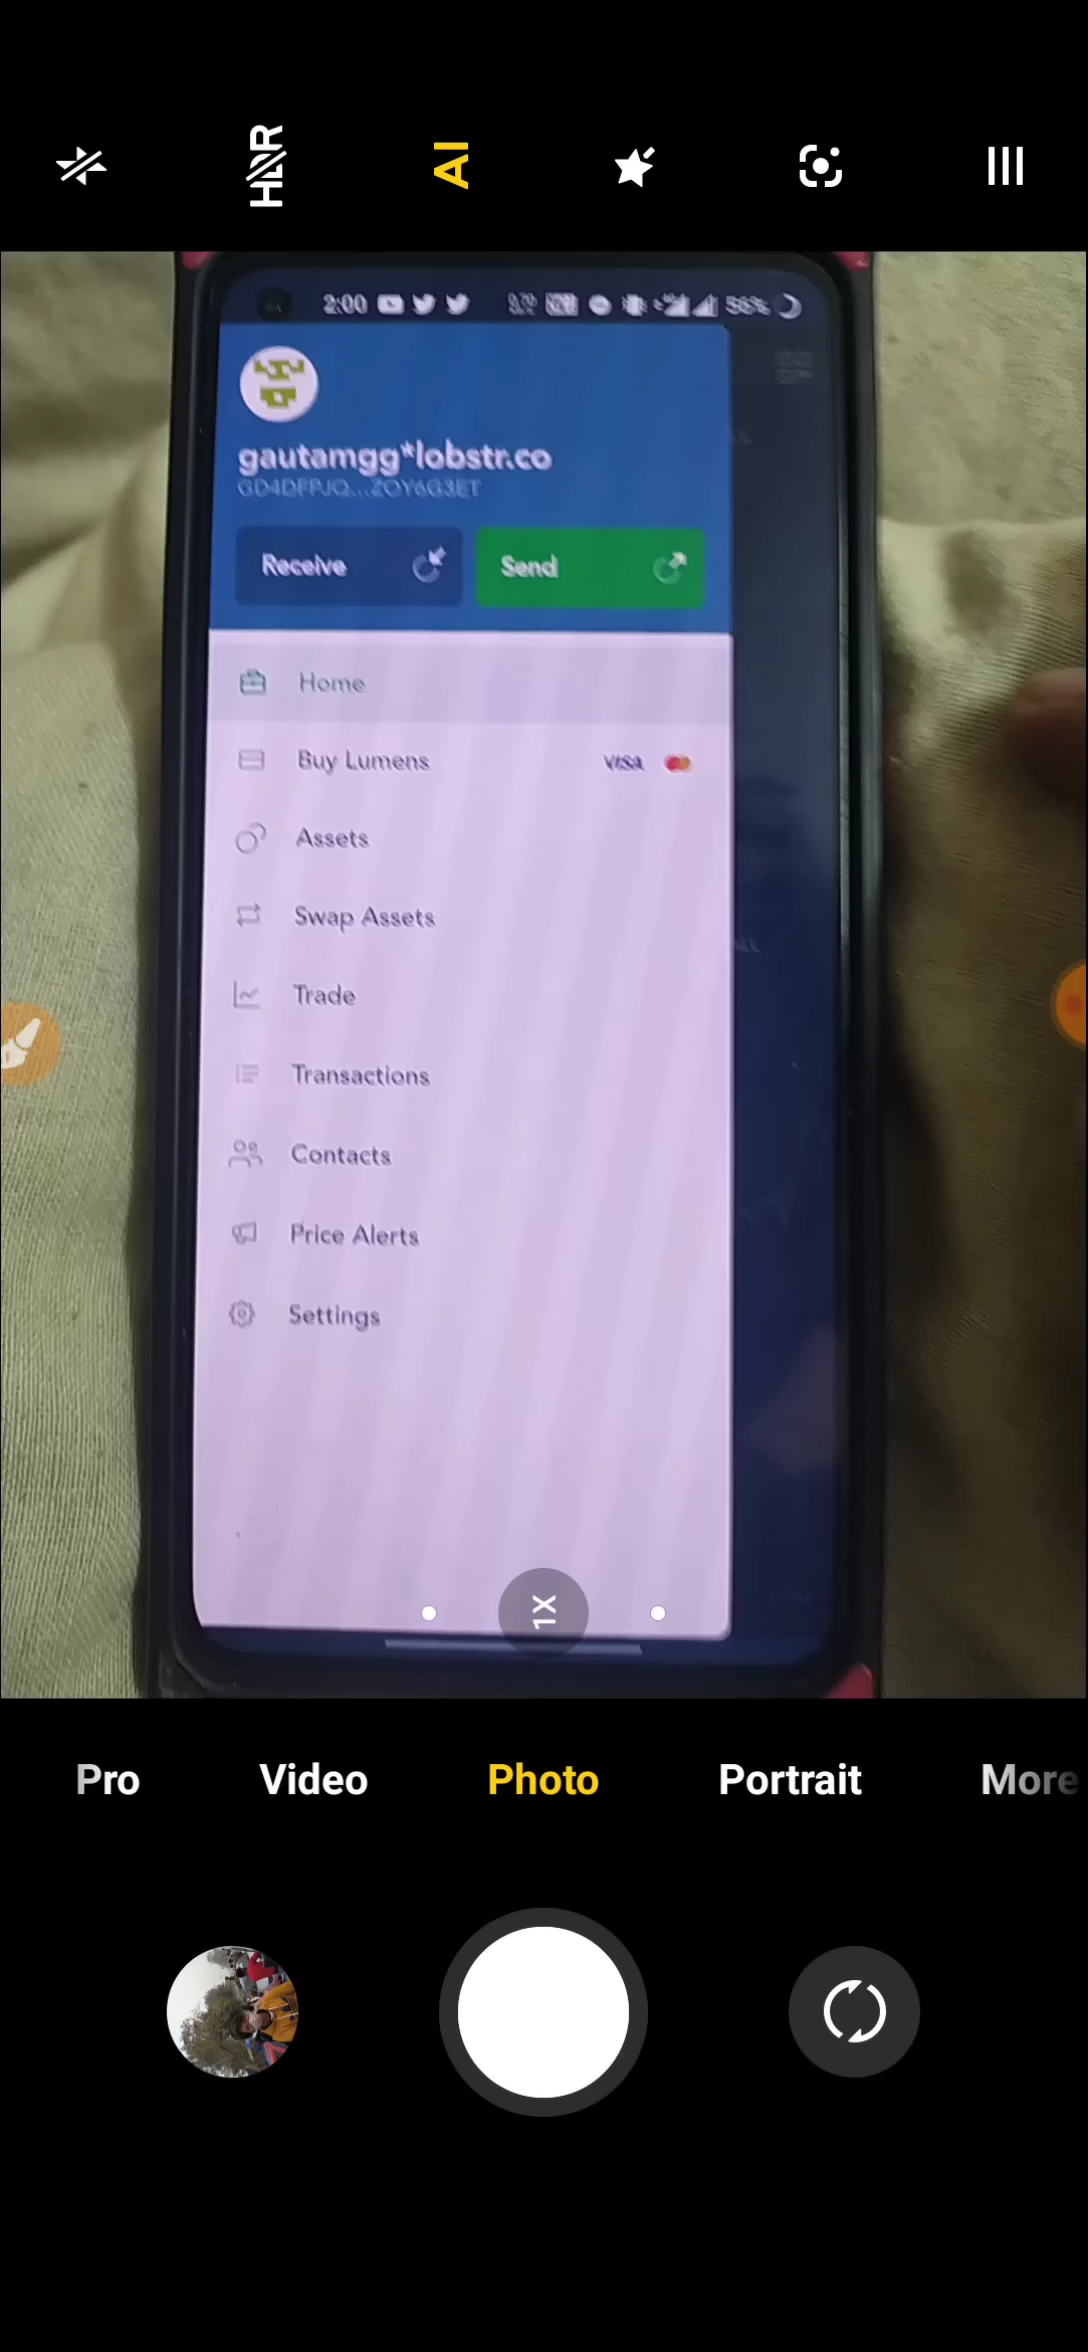 HDR
AI
2:00
56%
gautamgg*lobstr.co
Receive
Send
Home
Buy Lumens
VISA
Assets
Swap Assets
Trade
Transactions
Contacts
Price Alerts
Settings
1X
Pro Video Photo Portrait More